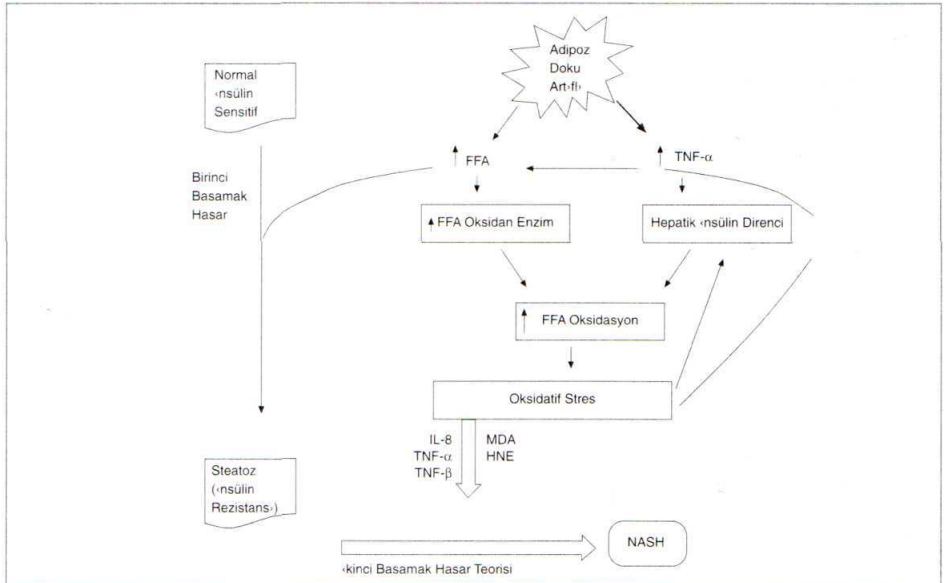 Adipoz
Doku
Art›fl›
Normal
‹nsülin
Sensitif
FFA
TNF-α
Birinci
Basamak
Hasar
FFA Oksidan Enzim
Hepatik ‹nsülin Direnci
FFA Oksidasyon
Oksidatif Stres
IL-8
TNF-α
TNF-β
MDA
HNE
Steatoz
(‹nsülin
Rezistans›)
NASH
‹kinci Basamak Hasar Teorisi